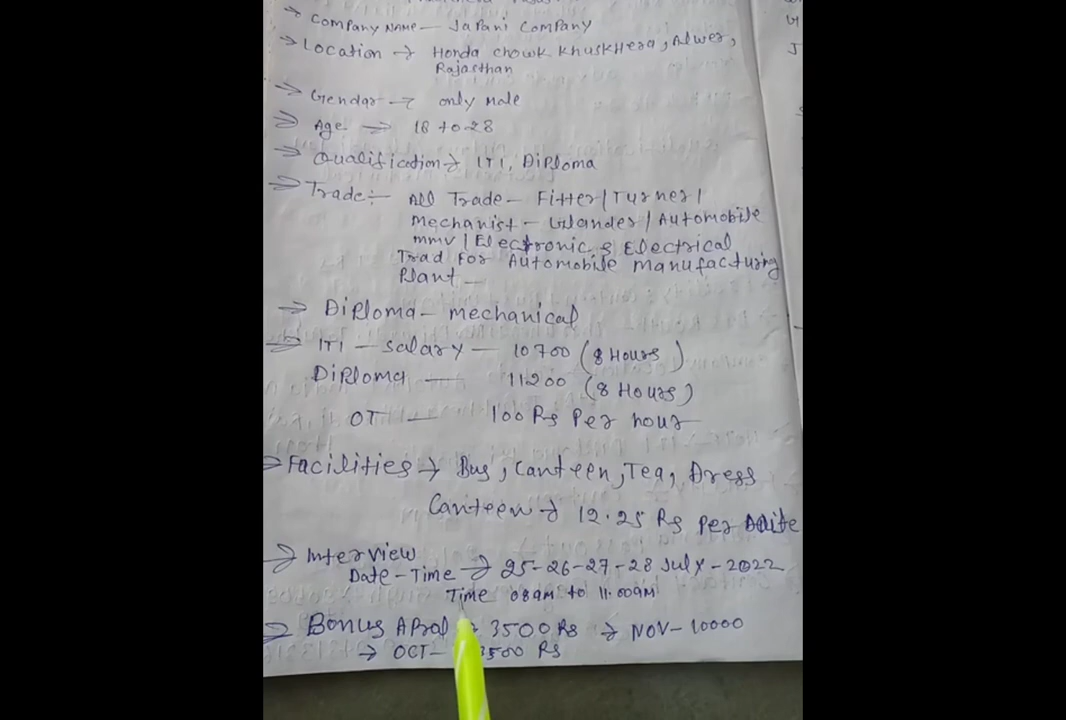 → Company NAME — Japani Company
→ Location → Honda chowk Khuskhera, Alwer,
Rajasthan
→ Gendar → only Male
→ Age → 18 to 28
→ Qualification → ITI, Diploma
→ Trade:- All Trade - Fitter/Turner/
Mechanist - /Automobile
mmv/Electronic & Electrical
Trad For Automobile manufacturing
Plant —
→ Diploma - mechanical
→ ITI - Salary - 10700 (8 Hours)
Diploma — 11200 (8 Hours)
OT — 100 Rs Per hour
→ Facilities → Bus, Canteen, Tea, Dress
Canteen → 12.25 Rs Per
→ Interview
Date - Time → 25-26-27-28 July - 2022
Time 08am to 11.00AM
→ Bonus 3500 Rs → NOV - 10000
→ OCT - 3500 Rs